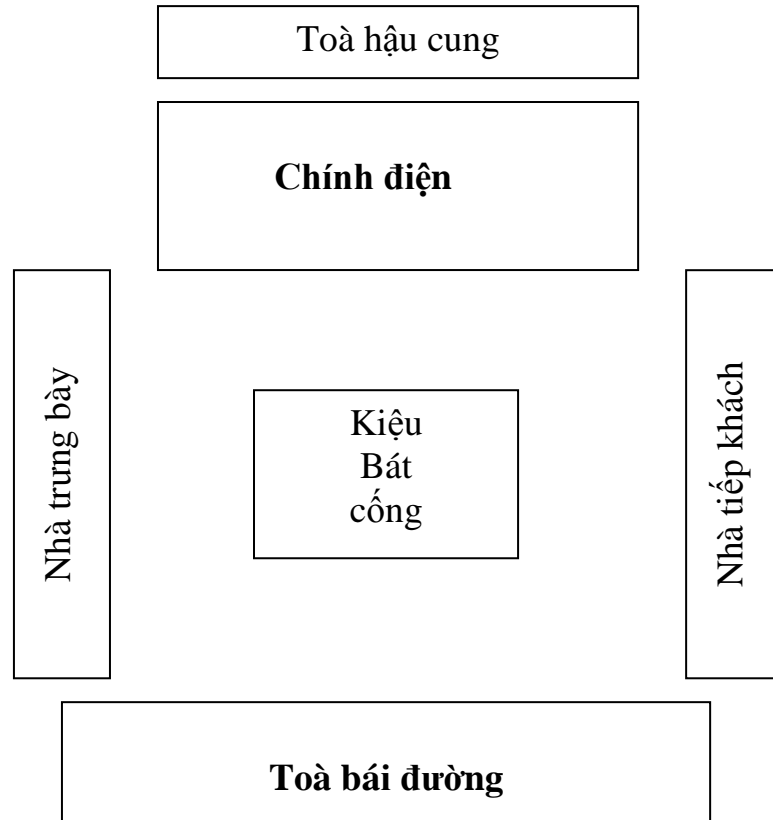 Toà hậu cung
Chính điện
Nhà trưng bày
Kiệu
Bát
cống
Nhà tiếp khách
Toà bái đường